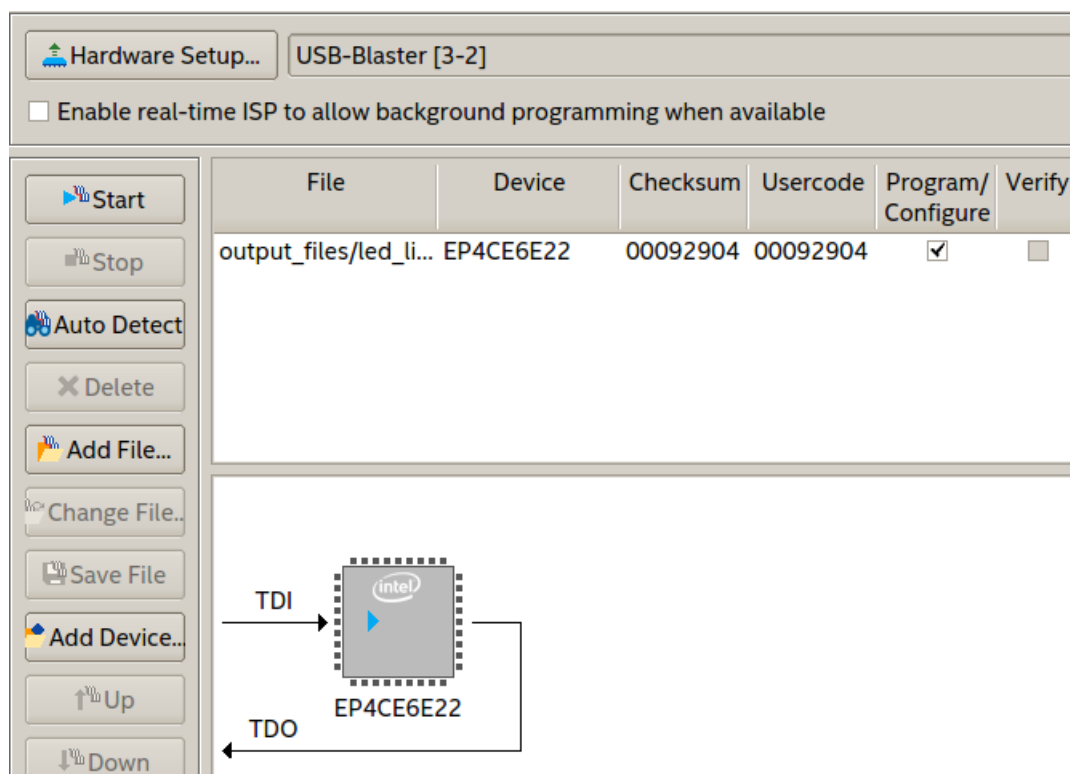 Hardware Setup... USB-Blaster [3-2]
Enable real-time ISP to allow background programming when available
Start
Stop
Auto Detect
Delete
Add File...
Change File..
Save File
Add Device..
Up
Down
File Device Checksum Usercode Program/ Verify
Configure
output_files/led_li... EP4CE6E22 00092904 00092904
intel
TDI
EP4CE6E22
TDO